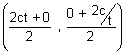 (2ct + 0 / 2 , 0 + 2c/t / 2)